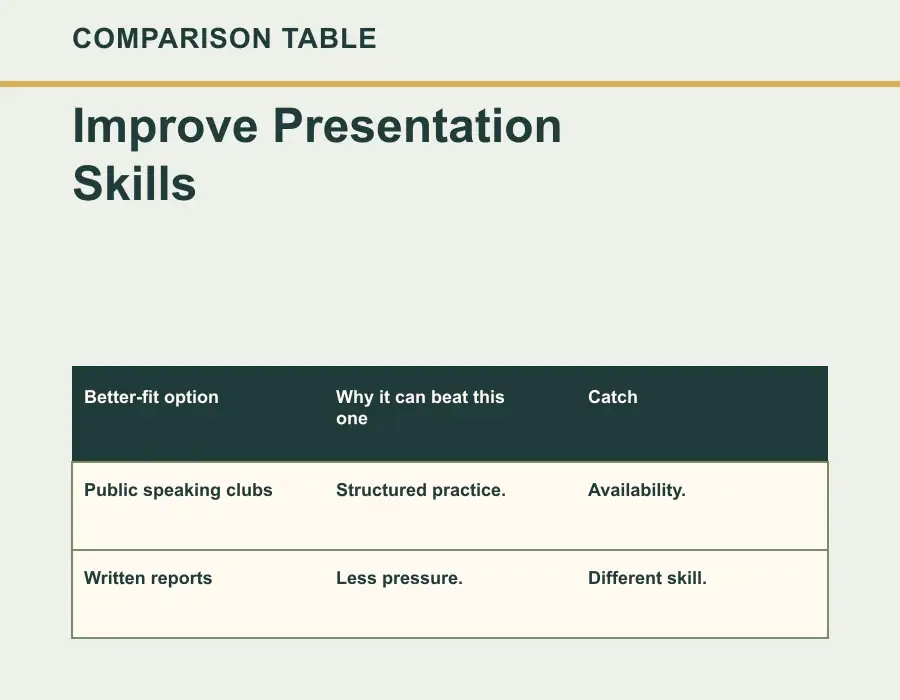 COMPARISON TABLE
Improve Presentation
Skills
Better-fit option
Why it can beat this
one
Catch
Public speaking clubs
Structured practice.
Availability.
Written reports
Less pressure.
Different skill.